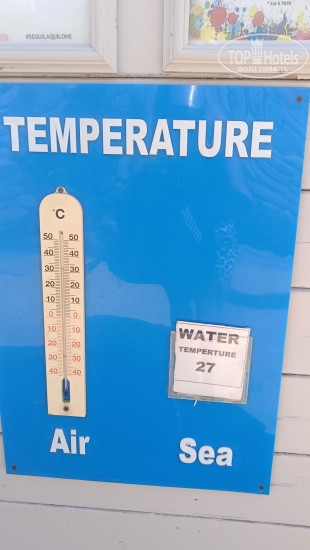 #SEGUILAQUILONE
TOP Hotels
TEMPERATURE
°C
50 50
40 40
30 30
20 20
10 10
0 0
10 10
20 20
30 30
40 40
WATER
TEMPERTURE
27
Air
Sea